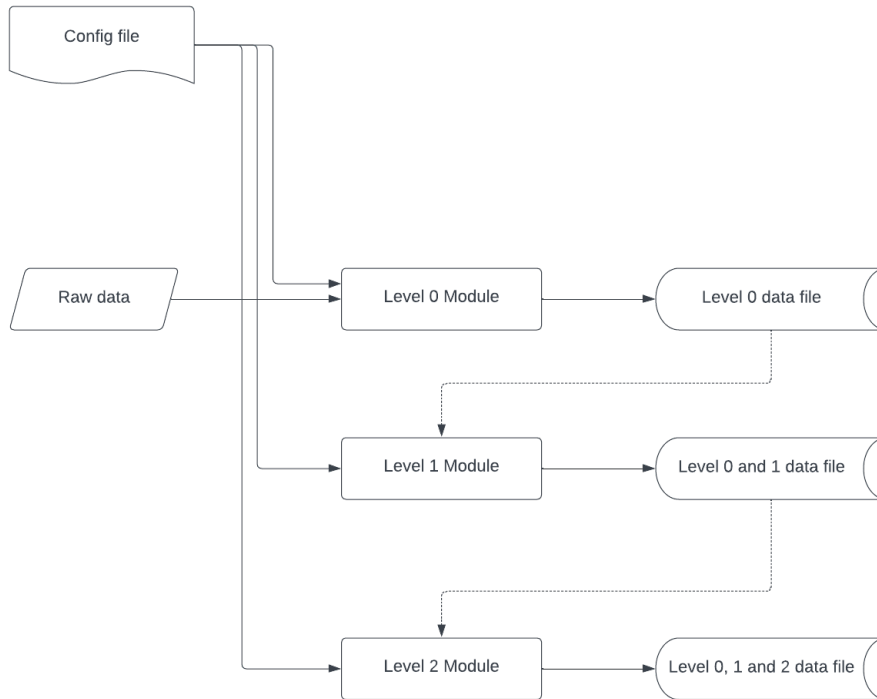 Config file
Raw data
Level 0 Module
Level 0 data file
Level 1 Module
Level 0 and 1 data file
Level 2 Module
Level 0, 1 and 2 data file